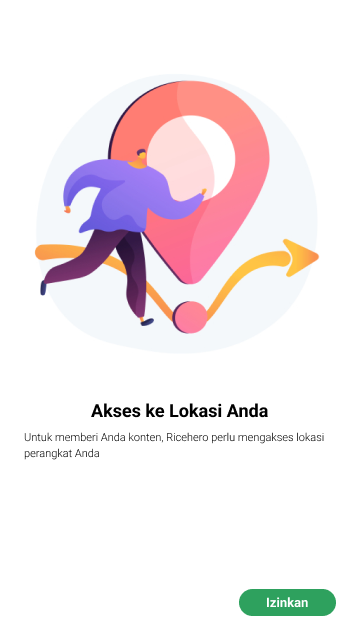 Akses ke Lokasi Anda
Untuk memberi Anda konten, Ricehero perlu mengakses lokasi
perangkat Anda
Izinkan